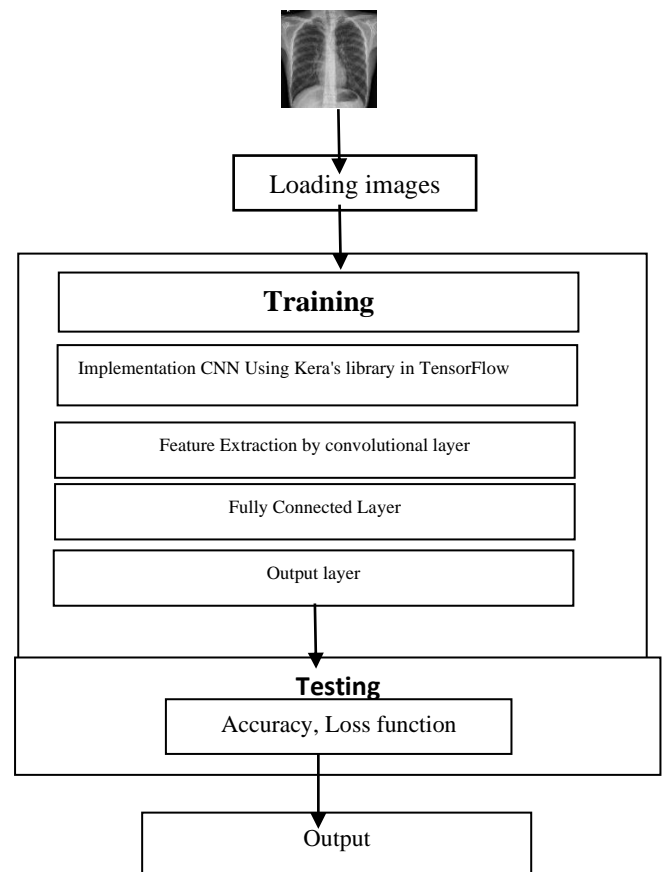 Loading images
Training
Implementation CNN Using Kera's library in TensorFlow
Feature Extraction by convolutional layer
Fully Connected Layer
Output layer
Testing
Accuracy, Loss function
Output